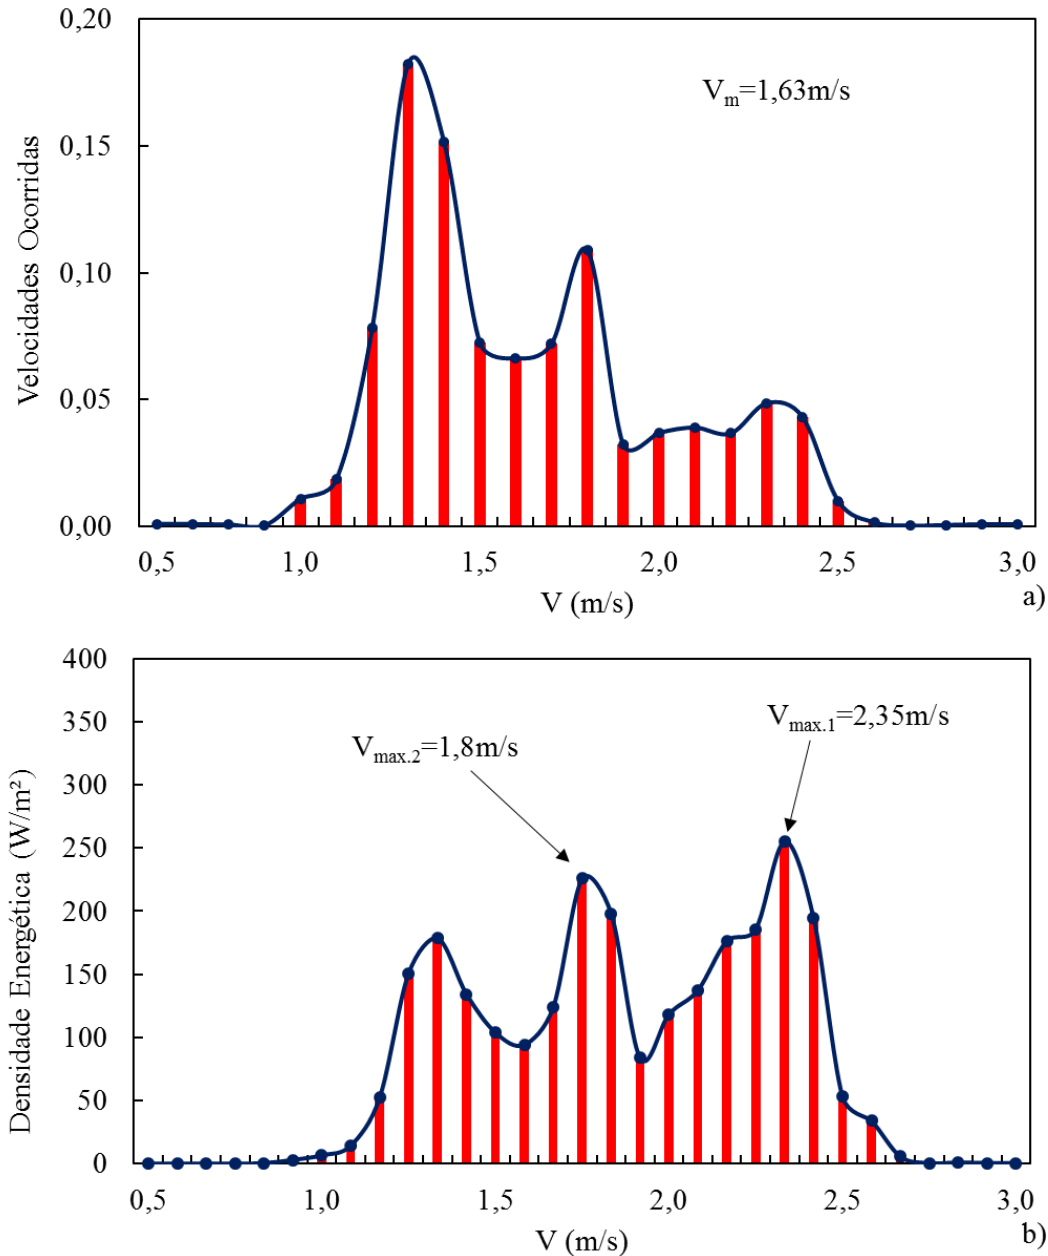 0,20
0,15
0,10
0,05
0,00
Velocidades Ocorridas
Vm=1,63m/s
0,5 1,0 1,5 2,0 2,5 3,0
V (m/s)
a)
400
350
300
250
200
150
100
50
0
Densidade Energética (W/m²)
Vmax.2=1,8m/s
Vmax.1=2,35m/s
0,5 1,0 1,5 2,0 2,5 3,0
V (m/s)
b)